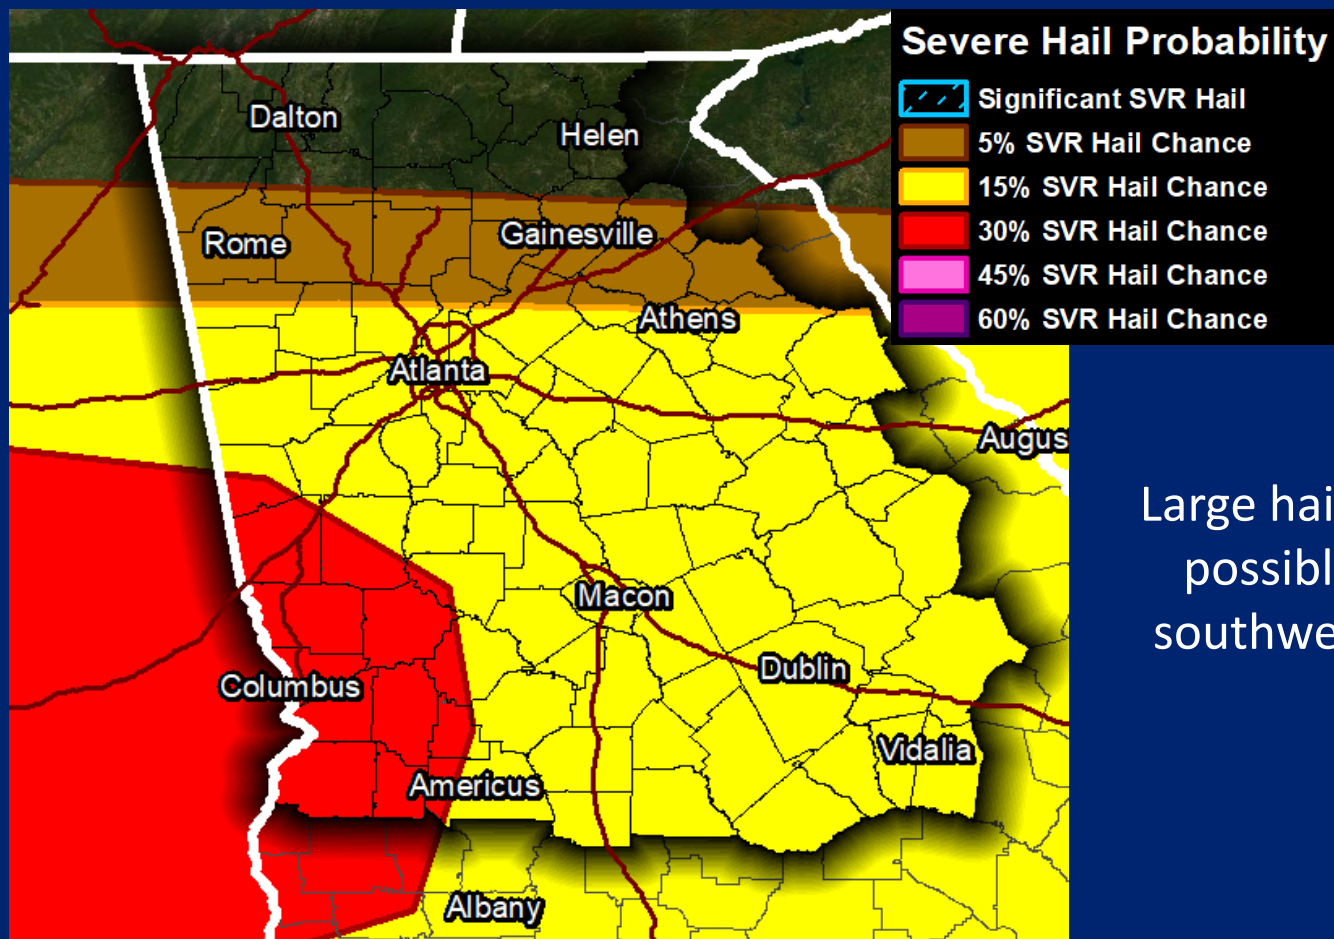 Severe Hail Probability
Significant SVR Hail
5% SVR Hail Chance
15% SVR Hail Chance
30% SVR Hail Chance
45% SVR Hail Chance
60% SVR Hail Chance
Dalton
Helen
Rome
Gainesville
Athens
Atlanta
Augus
Large hai
possibl
southwe
Macon
Dublin
Columbus
Vidalia
Americus
Albany